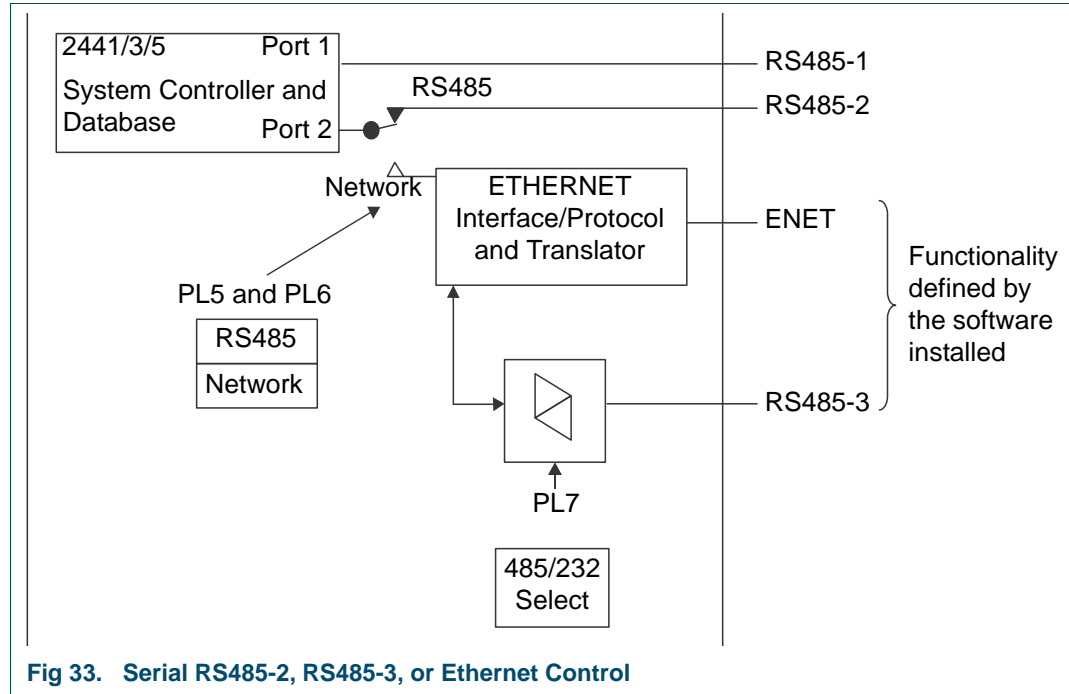 2441/3/5 Port 1
System Controller and
Database
Port 2
RS485
RS485-1
RS485-2
Network
ETHERNET
Interface/Protocol
and Translator
ENET
PL5 and PL6
RS485
Network
Functionality
defined by
the software
installed
RS485-3
PL7
485/232
Select
Fig 33. Serial RS485-2, RS485-3, or Ethernet Control